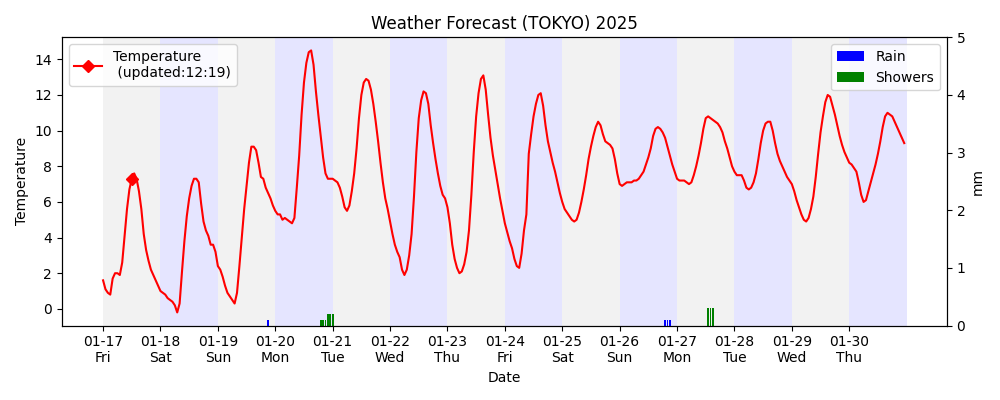 Weather Forecast (TOKYO) 2025
Temperature
(updated:12:19)
Rain
Showers
Temperature
14
12
10
8
6
4
2
0
5
4
3
2
1
0
mm
01-17 01-18 01-19 01-20 01-21 01-22 01-23 01-24 01-25 01-26 01-27 01-28 01-29 01-30
Fri Sat Sun Mon Tue Wed Thu Fri Sat Sun Mon Tue Wed Thu
Date